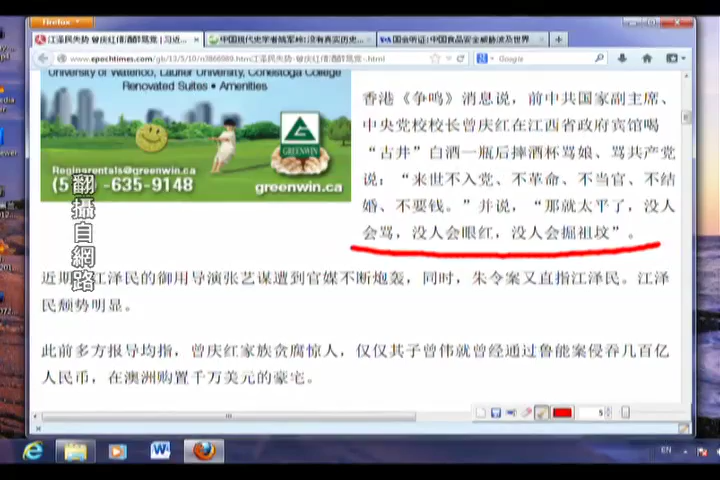 Firefox
江泽民失势 曾庆红借酒醉骂党 | 习近...
中国现代史学者姚军培:没有真实历史...
国会听证:中国食品安全威胁波及世界
www.epochtimes.com/gb/13/5/10/n3866989.htm江泽民失势-曾庆红借酒醉骂党-.html
Google
University of Waterloo, Laurier University, Conestoga College
Renovated Suites • Amenities
GREENWIN
Reginarentals@greenwin.ca
-635-9148
greenwin.ca
翻攝自網路
香港《争鸣》消息说，前中共国家副主席、
中央党校校长曾庆红在江西省政府宾馆喝
“古井”白酒一瓶后摔酒杯骂娘、骂共产党
说：“来世不入党、不革命、不当官、不结
婚、不要钱。”并说，“那就太平了，没人
会骂，没人会眼红，没人会掘祖坟”。
近期，江泽民的御用导演张艺谋遭到官媒不断炮轰，同时，朱令案又直指江泽民。江泽
民颓势明显。
此前多方报导均指，曾庆红家族贪腐惊人，仅仅其子曾伟就曾经通过鲁能案侵吞几百亿
人民币，在澳洲购置千万美元的豪宅。
5
EN